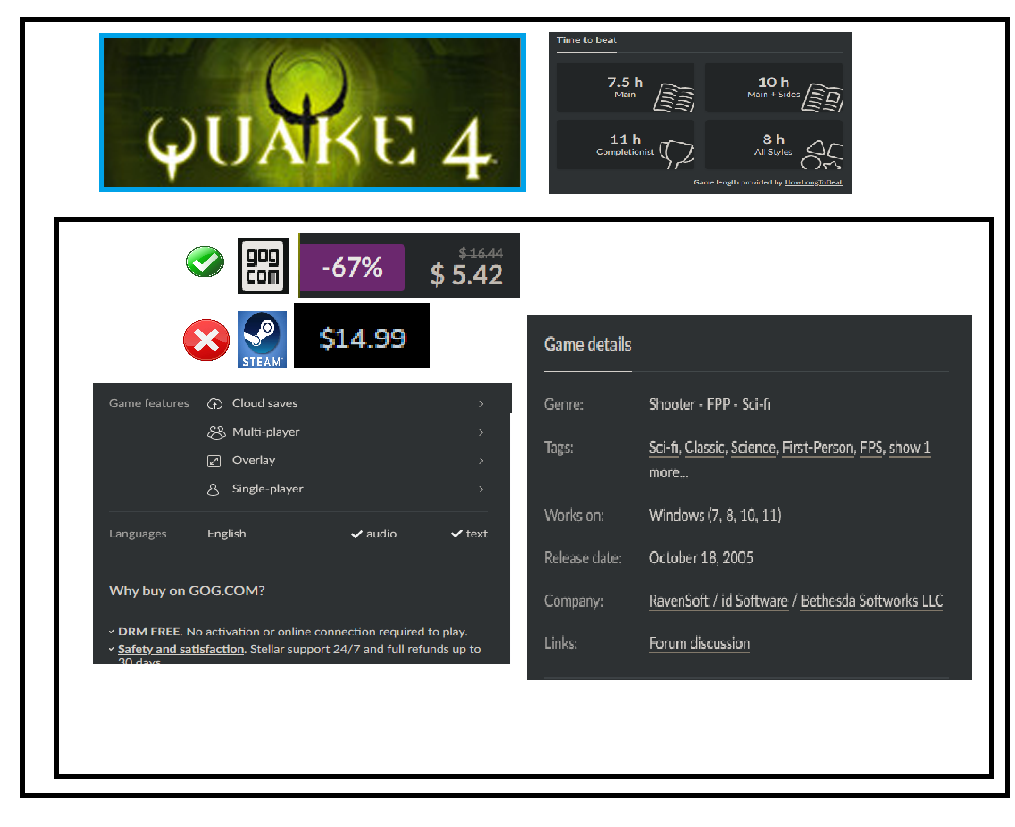 QUAKE 4
Time to beat
7.5 h
Main
10 h
Main + Sides
11 h
Completionist
8 h
All Styles
Game length provided by HowLongToBeat
gog
com
-67%
$ 16.44
$ 5.42
STEAM
$14.99
Game features
Cloud saves
Multi-player
Overlay
Single-player
Languages
English
audio
text
Why buy on GOG.COM?
DRM FREE. No activation or online connection required to play.
Safety and satisfaction. Stellar support 24/7 and full refunds up to
30 days
Game details
Genre: Shooter - FPP - Sci-fi
Tags: Sci-fi, Classic, Science, First-Person, FPS, show 1
more...
Works on: Windows (7, 8, 10, 11)
Release date: October 18, 2005
Company: RavenSoft / id Software / Bethesda Softworks LLC
Links: Forum discussion